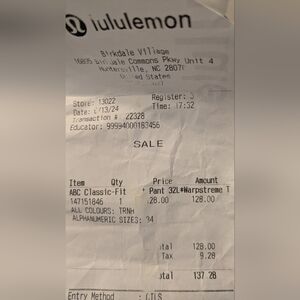 lululemon
Birkdale Village
Birkdale Commons Pkwy Unit 4
Huntersville, NC
United States
Store: 13022
Register: 3
Date: /13/24
Time: 17:32
Transaction # 22328
Educator: 99994000183456
SALE
Item Qty Price Amount
ABC Classic-Fit Pant 32L*Warpstreme T
147151846 1 128.00 128.00
ALL COLOURS: TRNH
ALPHANUMERIC SIZES: 34
otal 128.00
Tax 9.28
otal 137.28
Entry Method :